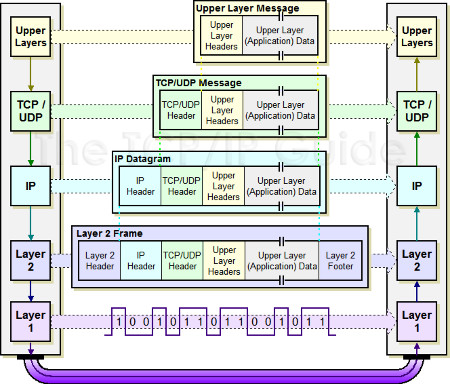 Upper Layer Message
Upper
Layers
Upper
Layer
Headers
Upper Layer
(Application) Data
Upper
Layers
TCP/UDP Message
TCP /
UDP
TCP/UDP
Header
Upper
Layer
Headers
Upper Layer
(Application) Data
TCP /
UDP
The TCP/IP Guide
IP Datagram
IP
IP
Header
TCP/UDP
Header
Upper
Layer
Headers
Upper Layer
(Application) Data
IP
Layer 2 Frame
Layer
2
Layer 2
Header
IP
Header
TCP/UDP
Header
Upper
Layer
Headers
Upper Layer
(Application) Data
Layer 2
Footer
Layer
2
Layer
1
1 0 0 1 0 1 1 0 1 1 0 0 1 0 1 1
Layer
1